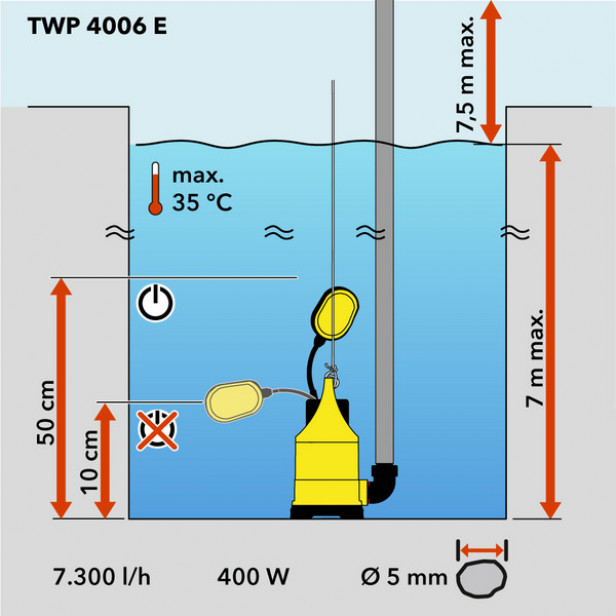 TWP 4006 E
7,5 m max.
max.
35 °C
50 cm
10 cm
7 m max.
7.300 l/h
400 W
Ø 5 mm